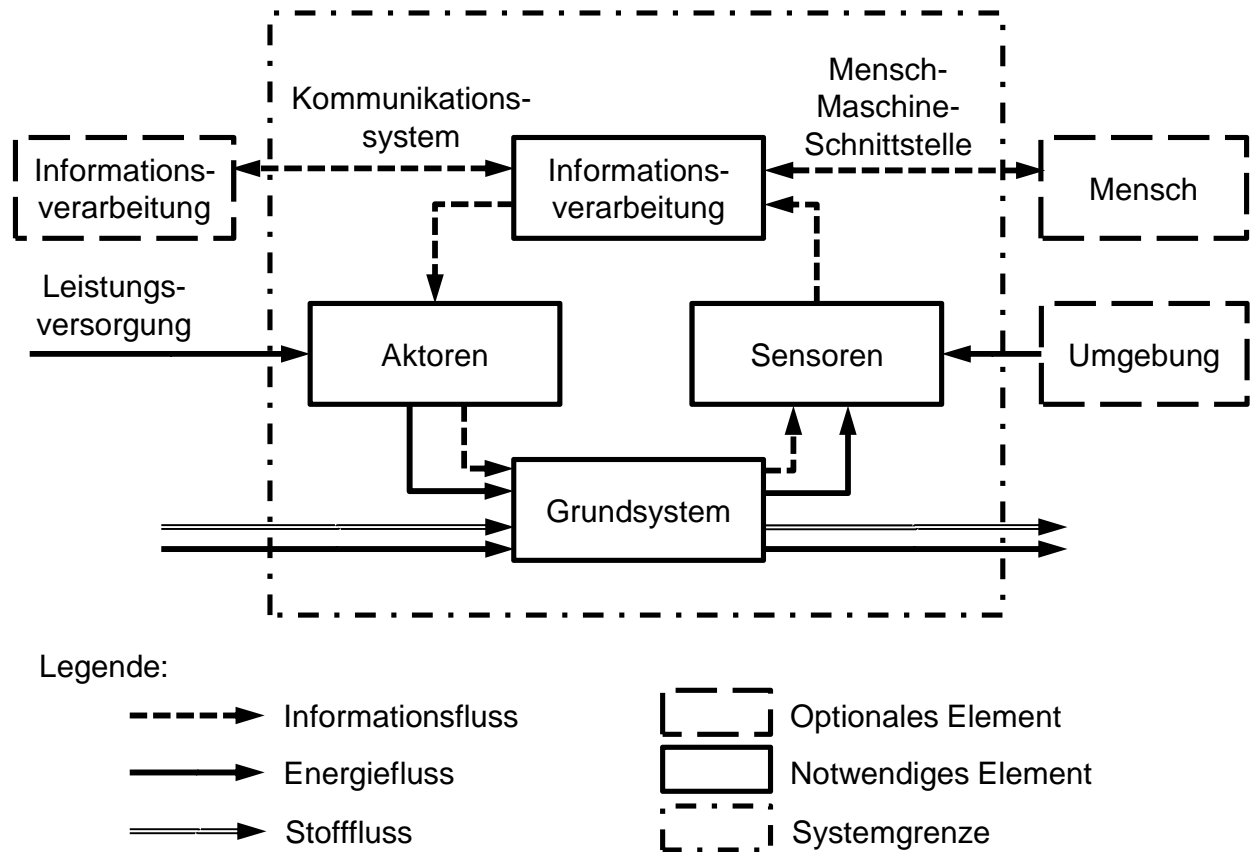 Kommunikations-
system
Mensch-
Maschine-
Schnittstelle
Informations-
verarbeitung
Informations-
verarbeitung
Mensch
Leistungs-
versorgung
Aktoren
Sensoren
Umgebung
Grundsystem
Legende:
Informationsfluss
Optionales Element
Energiefluss
Notwendiges Element
Stofffluss
Systemgrenze